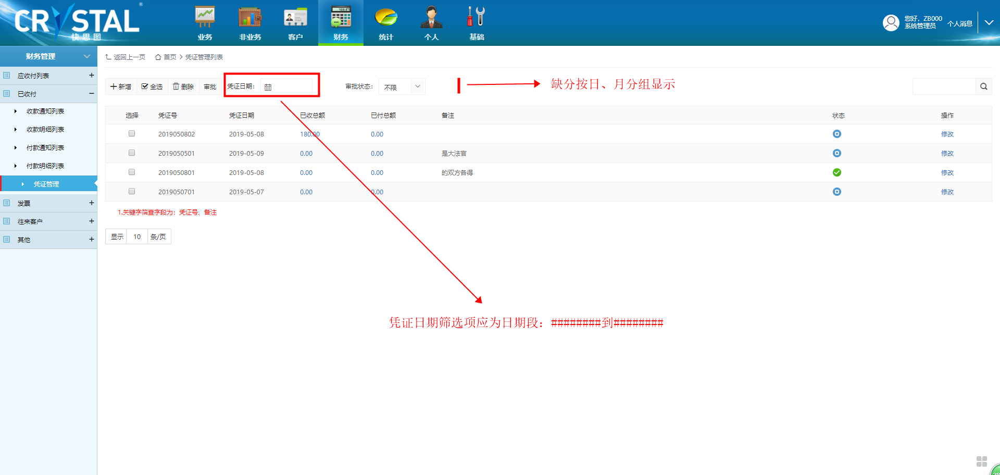 CRYSTAL®
快思图
业务
非业务
客户
财务
统计
个人
基础
您好，ZB000
系统管理员
个人消息
财务管理
应收付列表 +
已收付 −
收款通知列表
收款明细列表
付款通知列表
付款明细列表
凭证管理
发票 +
往来客户 +
其他 +
返回上一页 首页 > 凭证管理列表
新增 全选 删除 审批 凭证日期： 审批状态： 不限
缺分按日、月分组显示
选择 凭证号 凭证日期 已收总额 已付总额 备注 状态 操作
2019050802 2019-05-08 180.00 0.00 修改
2019050501 2019-05-09 0.00 0.00 是大法官 修改
2019050801 2019-05-08 0.00 0.00 的双方各得 修改
2019050701 2019-05-07 0.00 0.00 修改
1.关键字筛查字段为：凭证号、备注
显示 10 条/页
凭证日期筛选项应为日期段：########到########